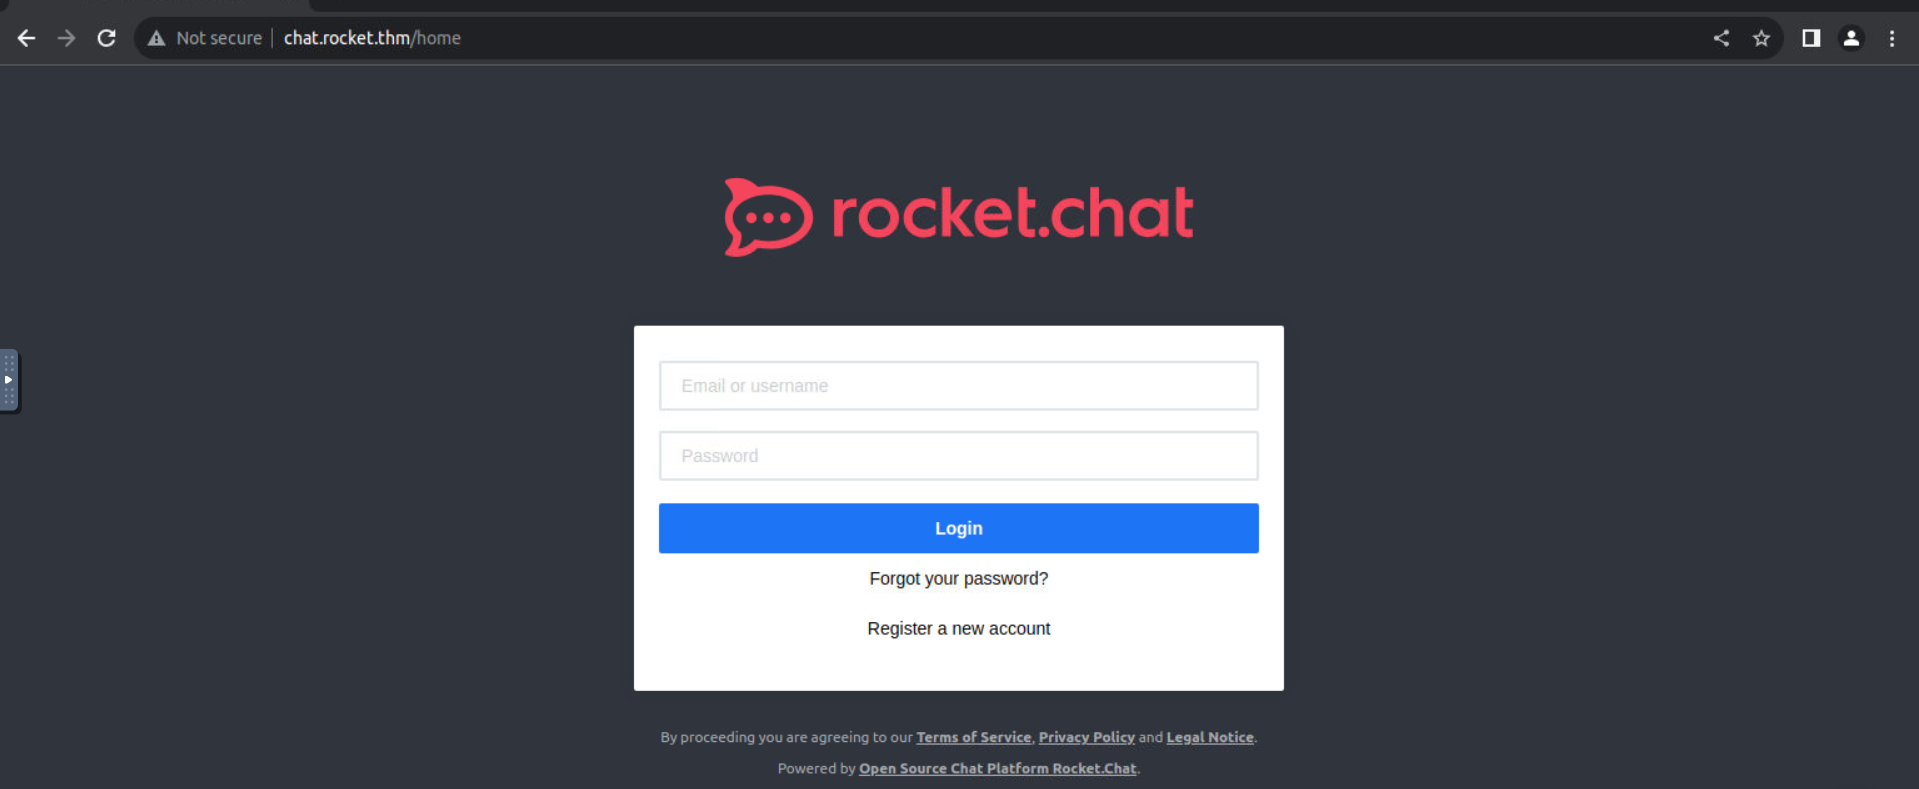 Not secure | chat.rocket.thm/home
rocket.chat
Email or username
Password
Login
Forgot your password?
Register a new account
By proceeding you are agreeing to our Terms of Service, Privacy Policy and Legal Notice.
Powered by Open Source Chat Platform Rocket.Chat.